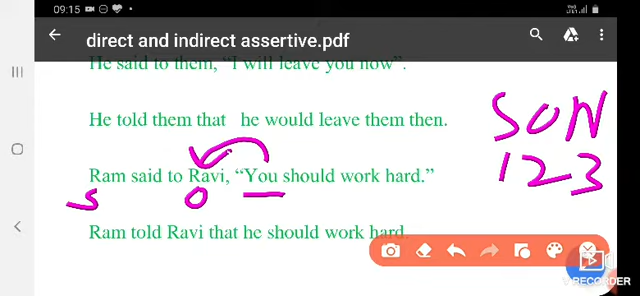 09:15
direct and indirect assertive.pdf
He said to them, "I will leave you now".
He told them that he would leave them then.
SON
123
Ram said to Ravi, "You should work hard."
S O
Ram told Ravi that he should work hard.
V RECORDER